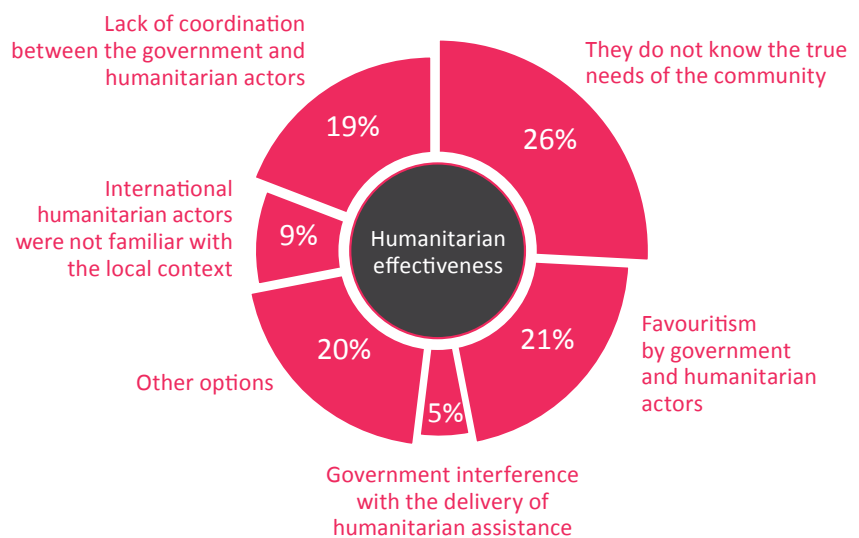 Lack of coordination
between the government and
humanitarian actors
19%
They do not know the true
needs of the community
26%
International
humanitarian actors
were not familiar with
the local context
9%
Humanitarian
effectiveness
Favouritism
by government
and humanitarian
actors
21%
Other options
20%
5%
Government interference
with the delivery of
humanitarian assistance